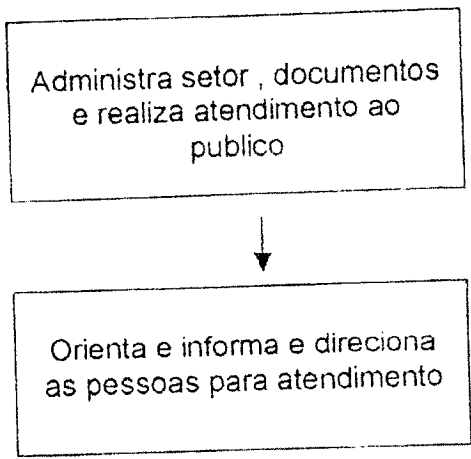 Administra setor , documentos
e realiza atendimento ao
publico
Orienta e informa e direciona
as pessoas para atendimento